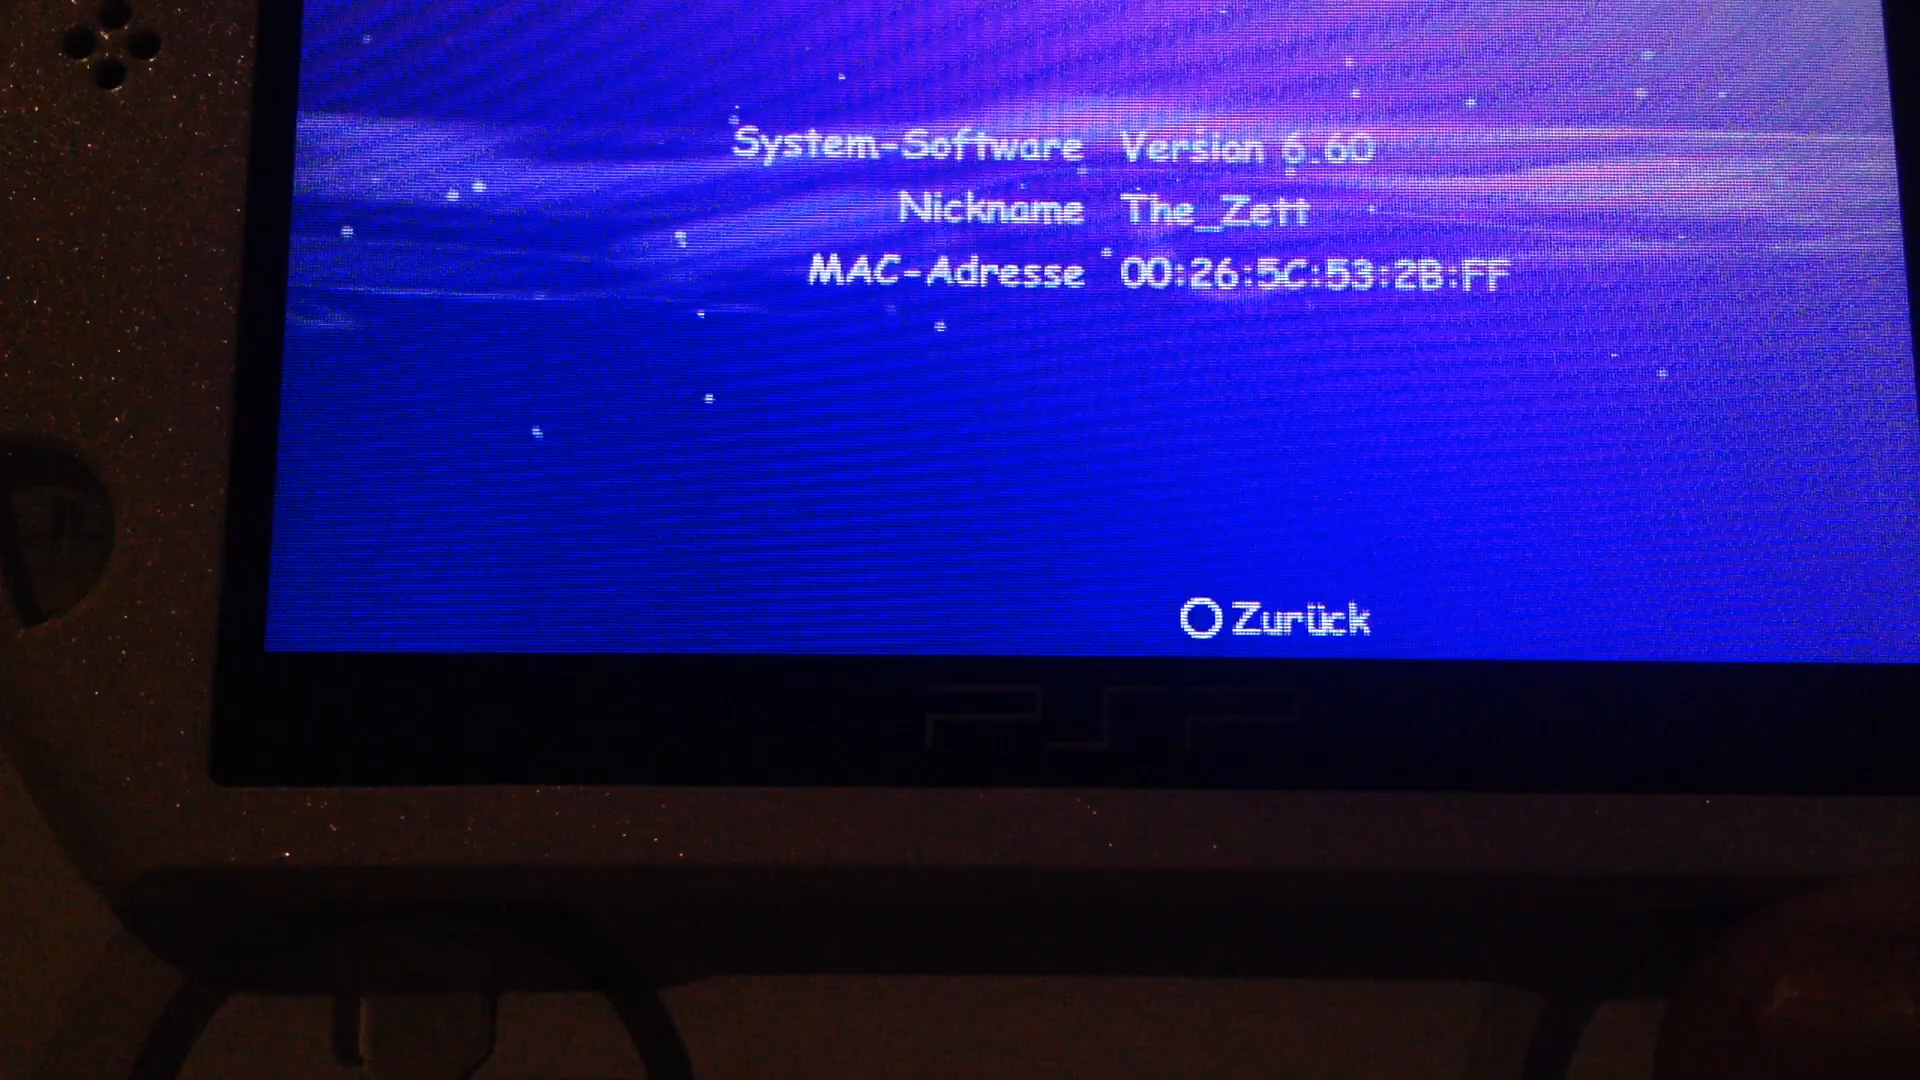 System-Software Version 6.60
Nickname The_Zett
MAC-Adresse 00:26:5C:53:2B:FF
Zurück
PSP